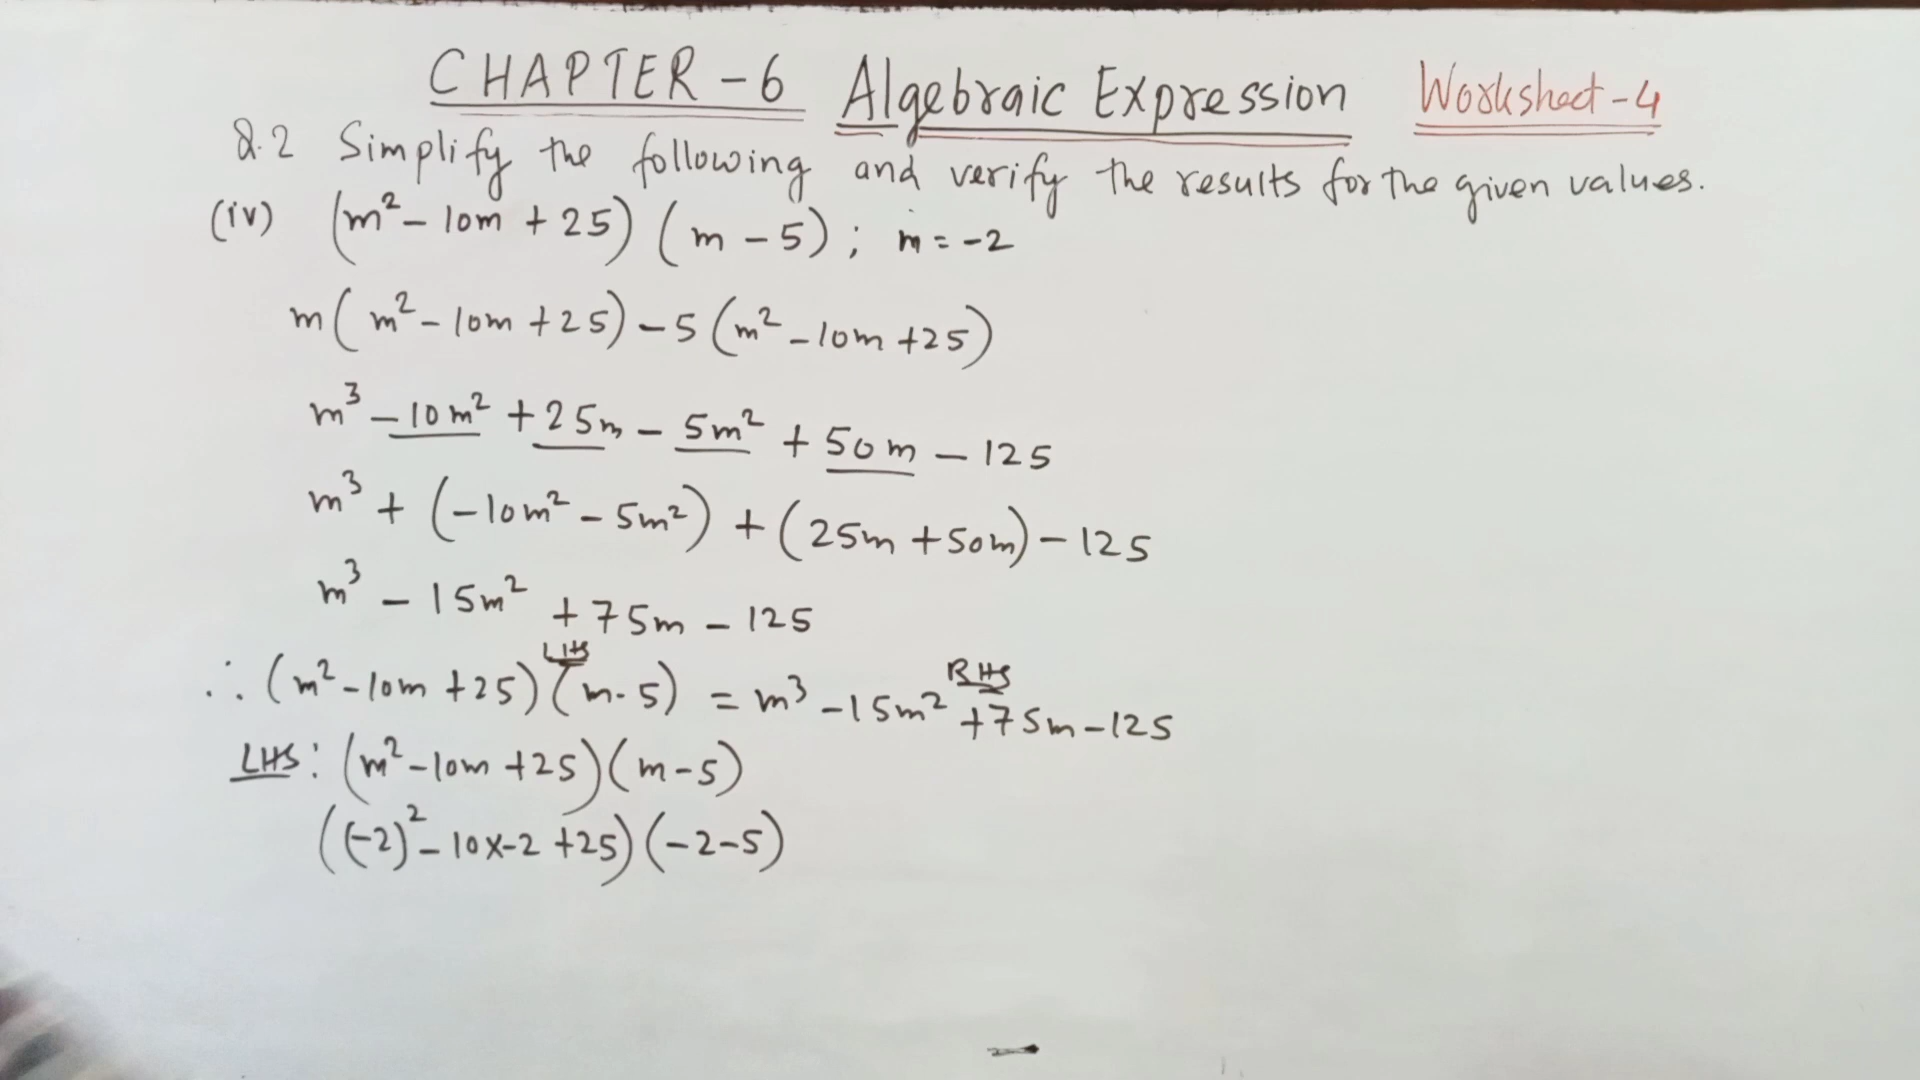 CHAPTER - 6 Algebraic Expression Worksheet - 4
Q.2 Simplify the following and verify the results for the given values.
(iv) (m² - 10m + 25) (m - 5) ; m = -2
m(m² - 10m + 25) - 5(m² - 10m + 25)
m³ - 10m² + 25m - 5m² + 50m - 125
m³ + (-10m² - 5m²) + (25m + 50m) - 125
m³ - 15m² + 75m - 125
LHS RHS
∴ (m² - 10m + 25)(m - 5) = m³ - 15m² + 75m - 125
LHS : (m² - 10m + 25)(m - 5)
((-2)² - 10x-2 + 25)(-2 - 5)